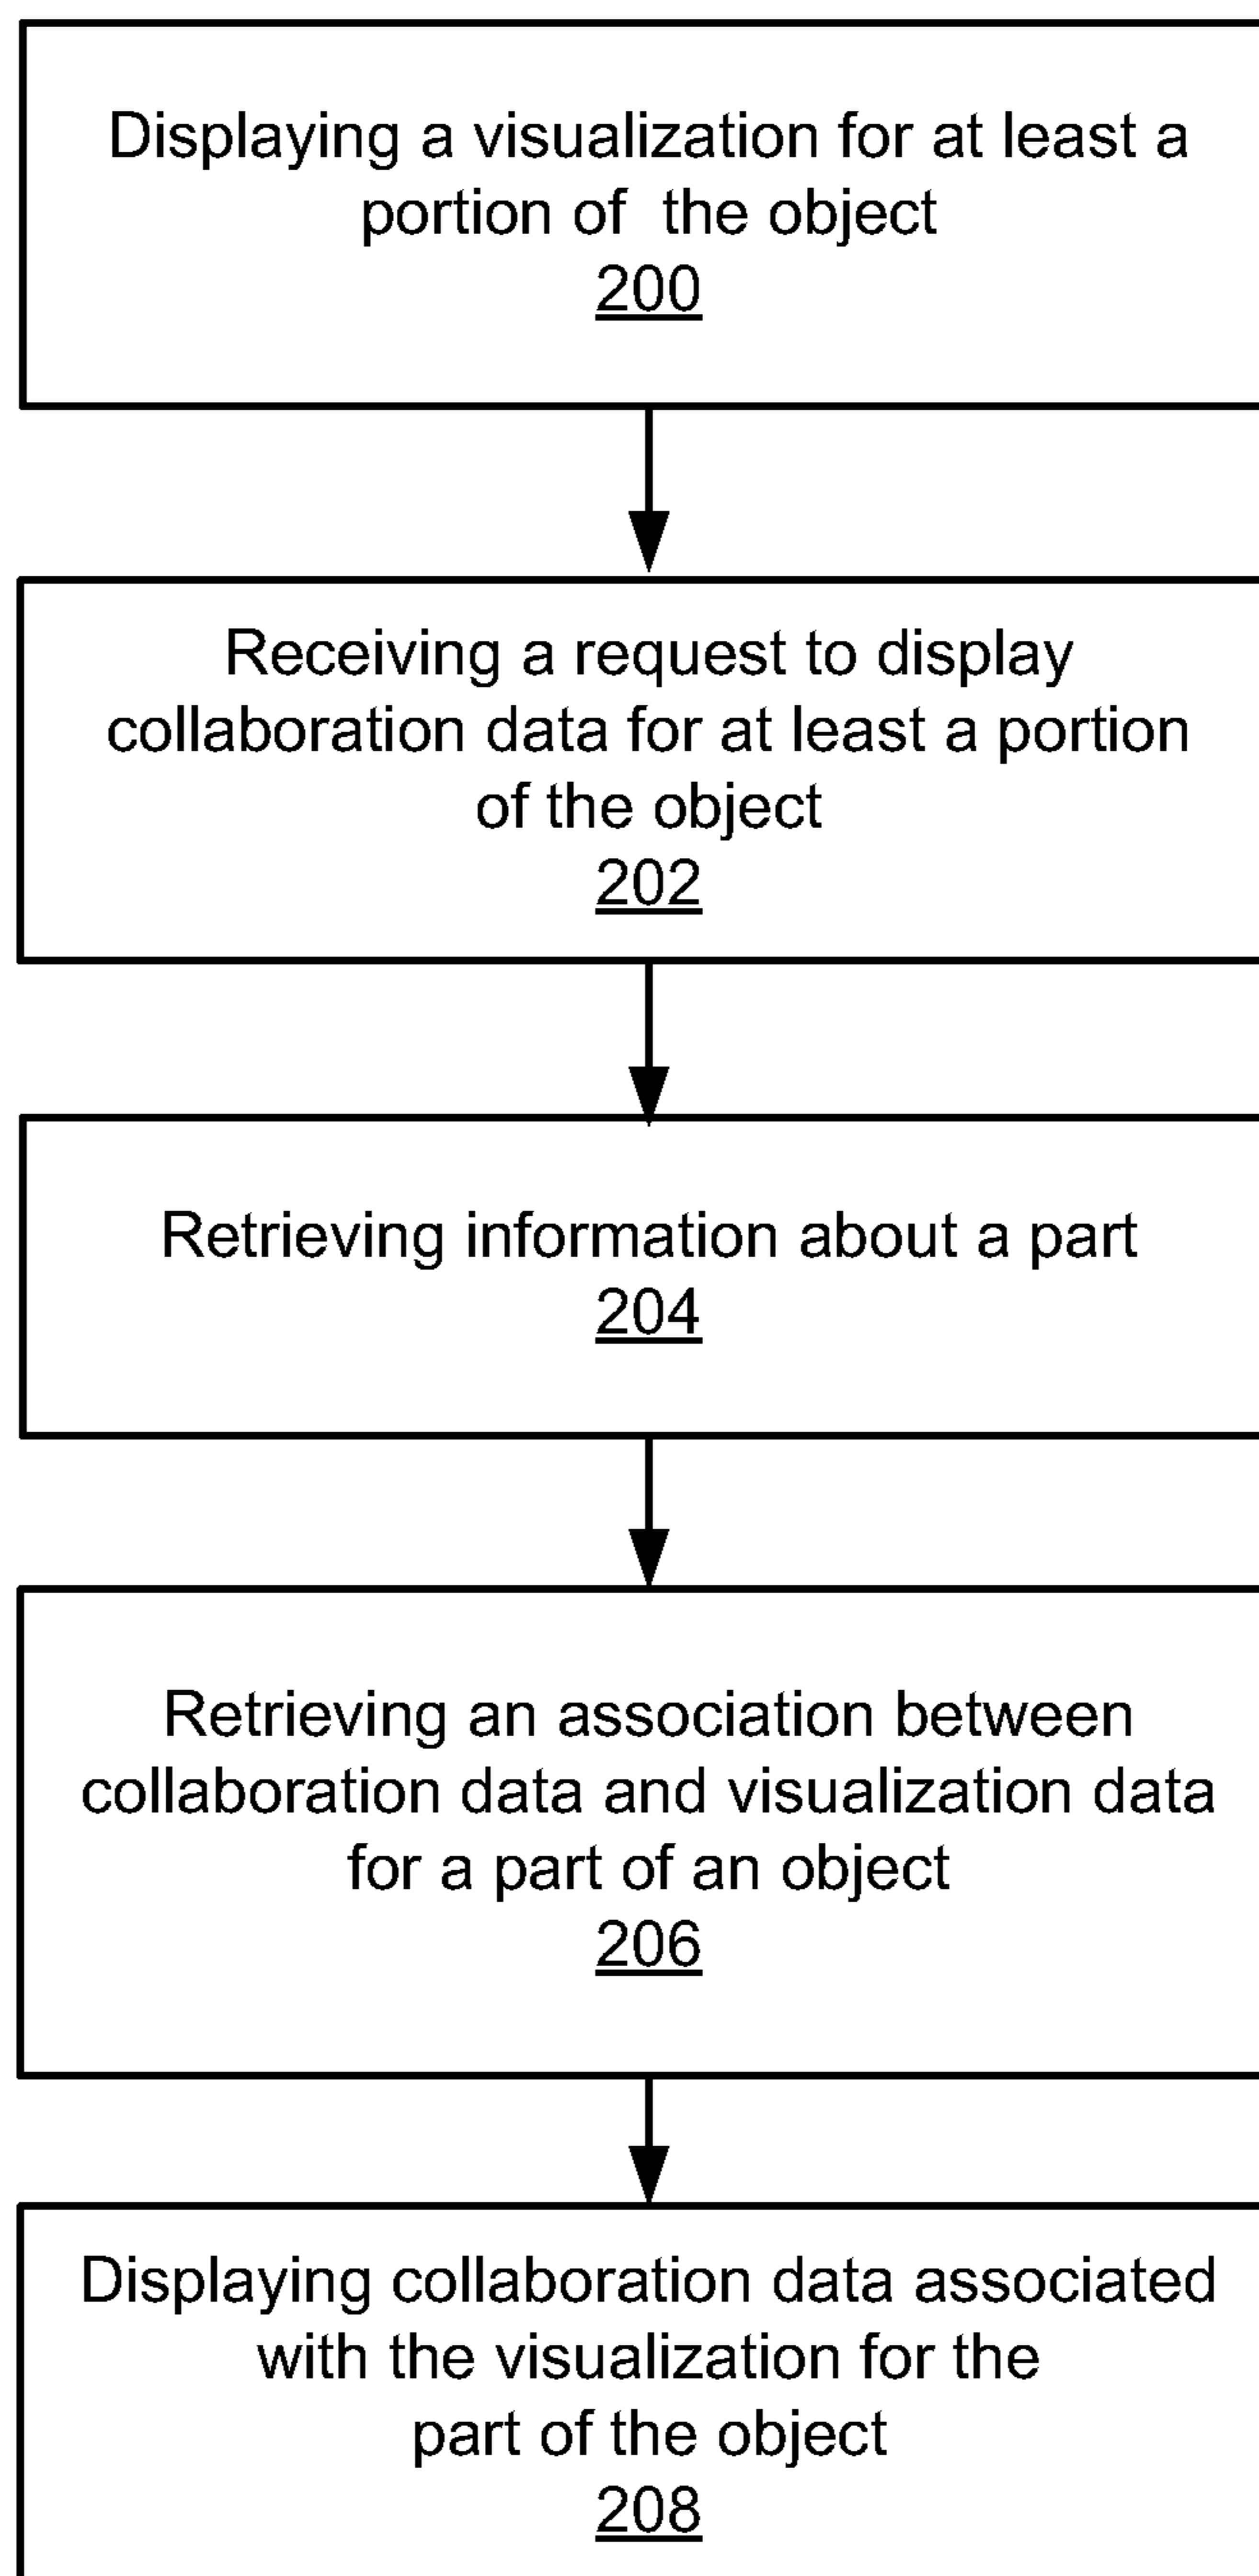 Displaying a visualization for at least a
portion of  the object
200
Receiving a request to display
collaboration data for at least a portion
of the object
202
Retrieving information about a part
204
Retrieving an association between
collaboration data and visualization data
for a part of an object
206
Displaying collaboration data associated
with the visualization for the
part of the object
208